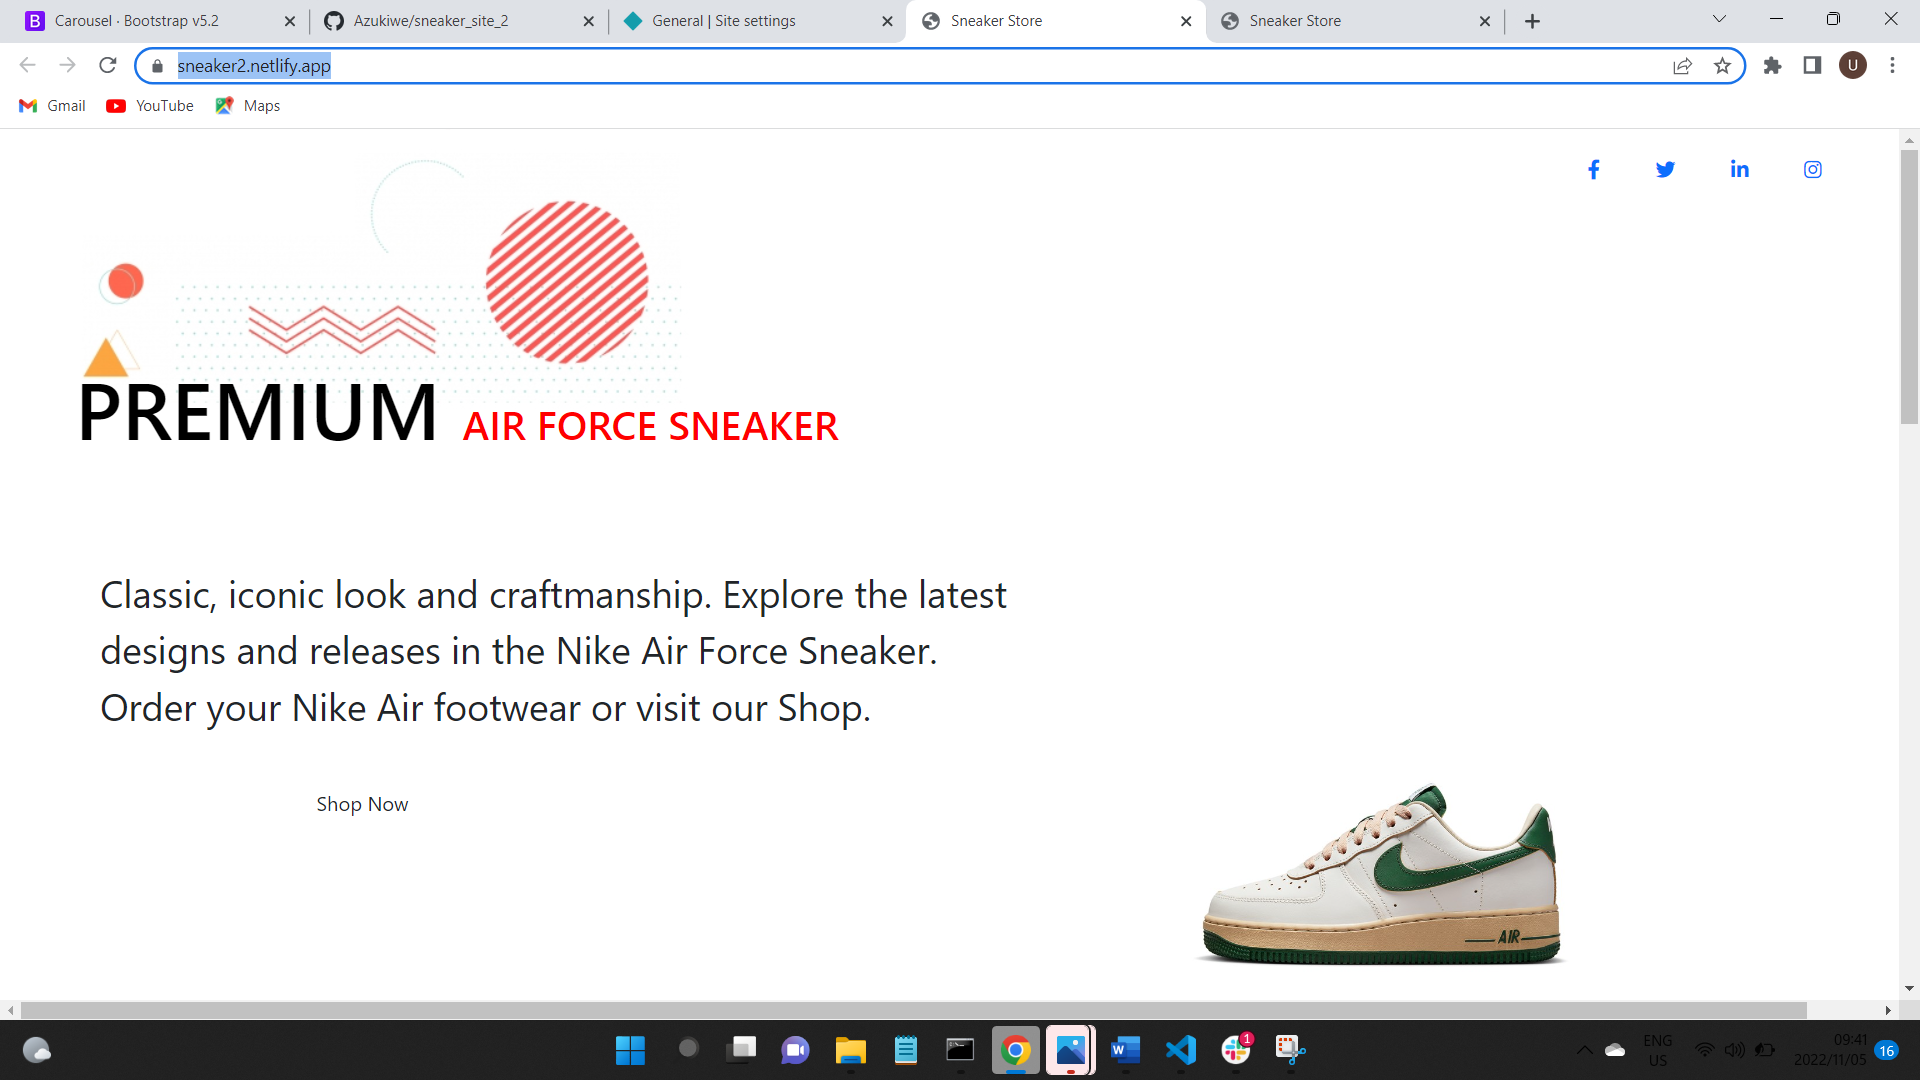 Carousel · Bootstrap v5.2
Azukiwe/sneaker_site_2
General | Site settings
Sneaker Store
Sneaker Store
sneaker2.netlify.app
U
Gmail
YouTube
Maps
PREMIUM AIR FORCE SNEAKER
Classic, iconic look and craftmanship. Explore the latest
designs and releases in the Nike Air Force Sneaker.
Order your Nike Air footwear or visit our Shop.
Shop Now
AIR
1
ENG
US
09:41
2022/11/05
16